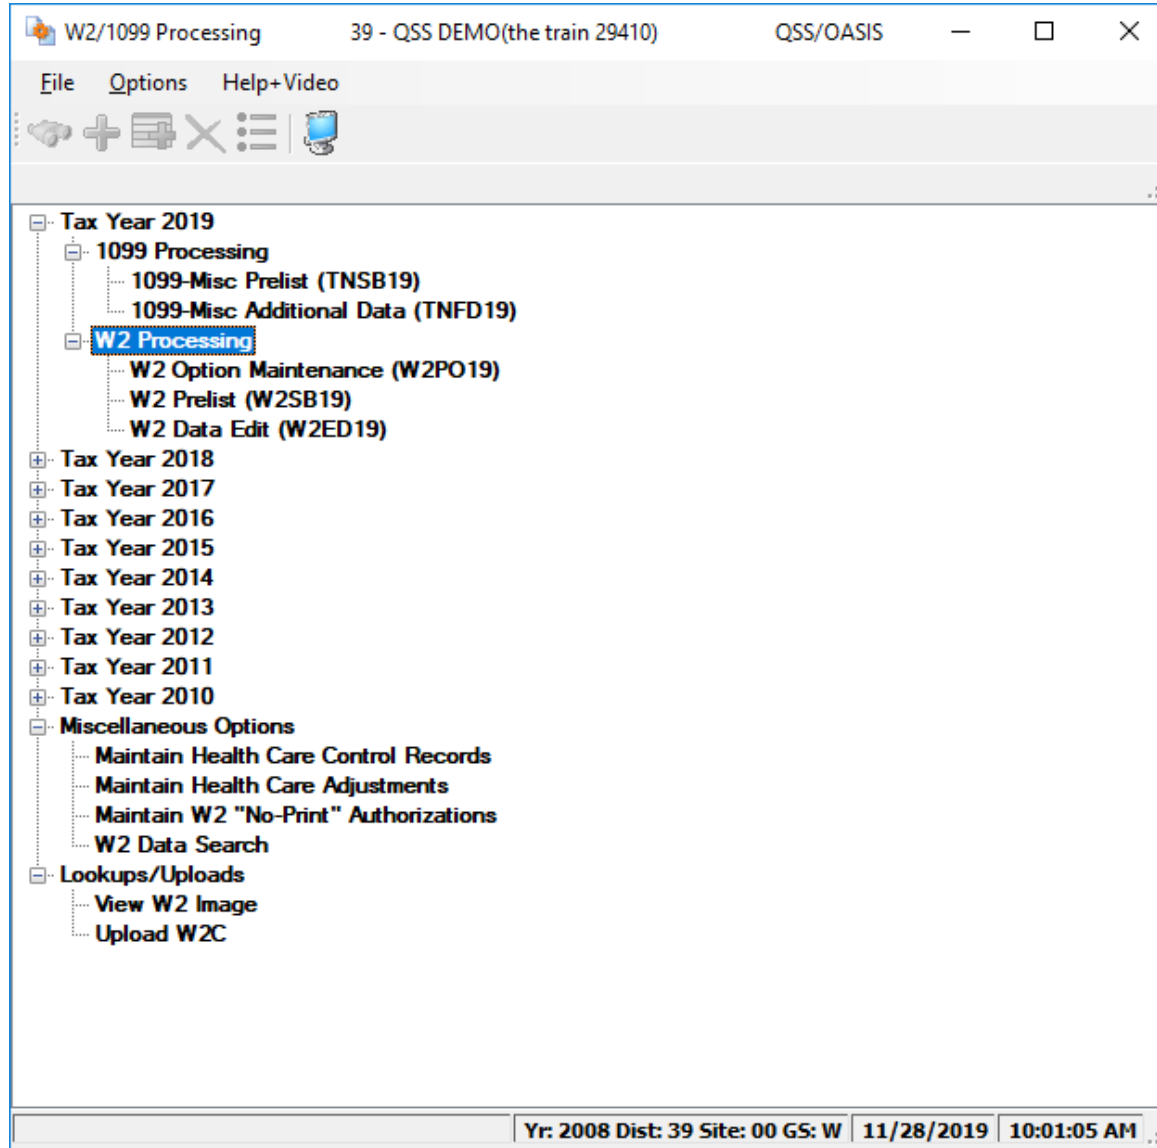 W2/1099 Processing 39 - QSS DEMO(the train 29410) QSS/OASIS
File Options Help+Video
Tax Year 2019
1099 Processing
1099-Misc Prelist (TNSB19)
1099-Misc Additional Data (TNFD19)
W2 Processing
W2 Option Maintenance (W2PO19)
W2 Prelist (W2SB19)
W2 Data Edit (W2ED19)
Tax Year 2018
Tax Year 2017
Tax Year 2016
Tax Year 2015
Tax Year 2014
Tax Year 2013
Tax Year 2012
Tax Year 2011
Tax Year 2010
Miscellaneous Options
Maintain Health Care Control Records
Maintain Health Care Adjustments
Maintain W2 "No-Print" Authorizations
W2 Data Search
Lookups/Uploads
View W2 Image
Upload W2C
Yr: 2008 Dist: 39 Site: 00 GS: W 11/28/2019 10:01:05 AM